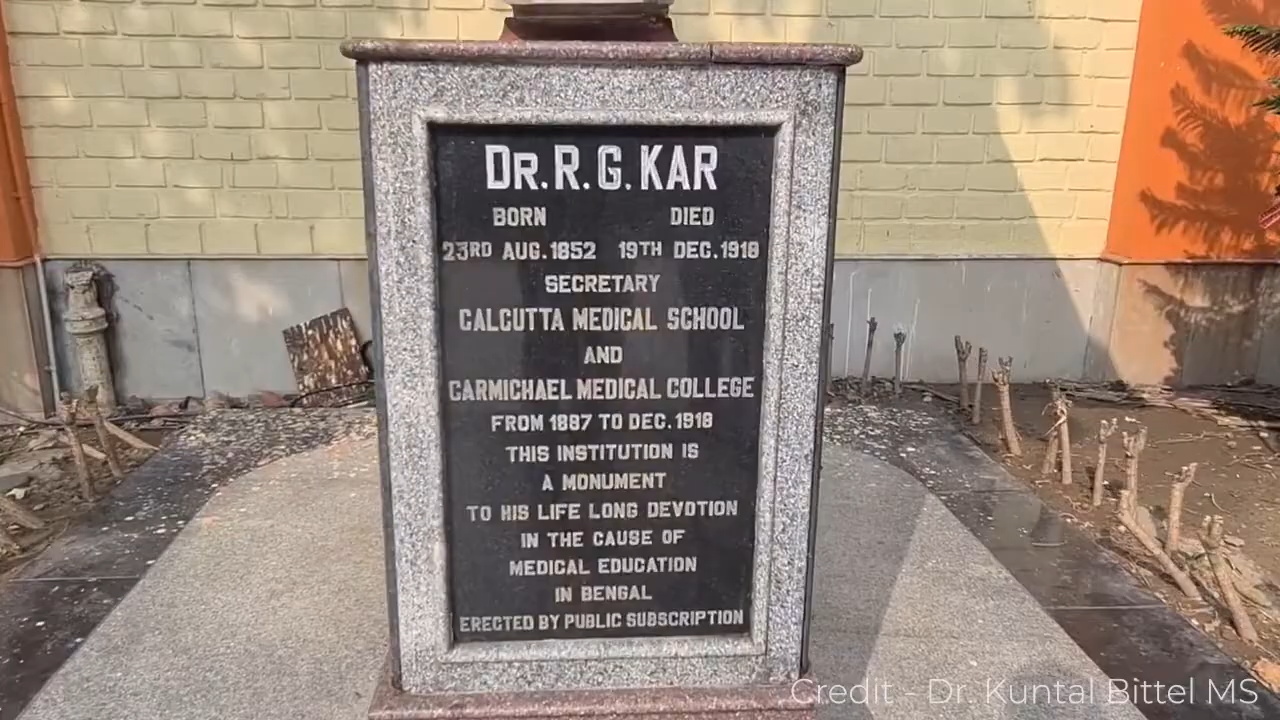 DR. R. G. KAR
BORN DIED
23RD AUG. 1852 19TH DEC. 1918
SECRETARY
CALCUTTA MEDICAL SCHOOL
AND
CARMICHAEL MEDICAL COLLEGE
FROM 1887 TO DEC. 1918
THIS INSTITUTION IS
A MONUMENT
TO HIS LIFE LONG DEVOTION
IN THE CAUSE OF
MEDICAL EDUCATION
IN BENGAL
ERECTED BY PUBLIC SUBSCRIPTION
Credit - Dr. Kuntal Bittel MS